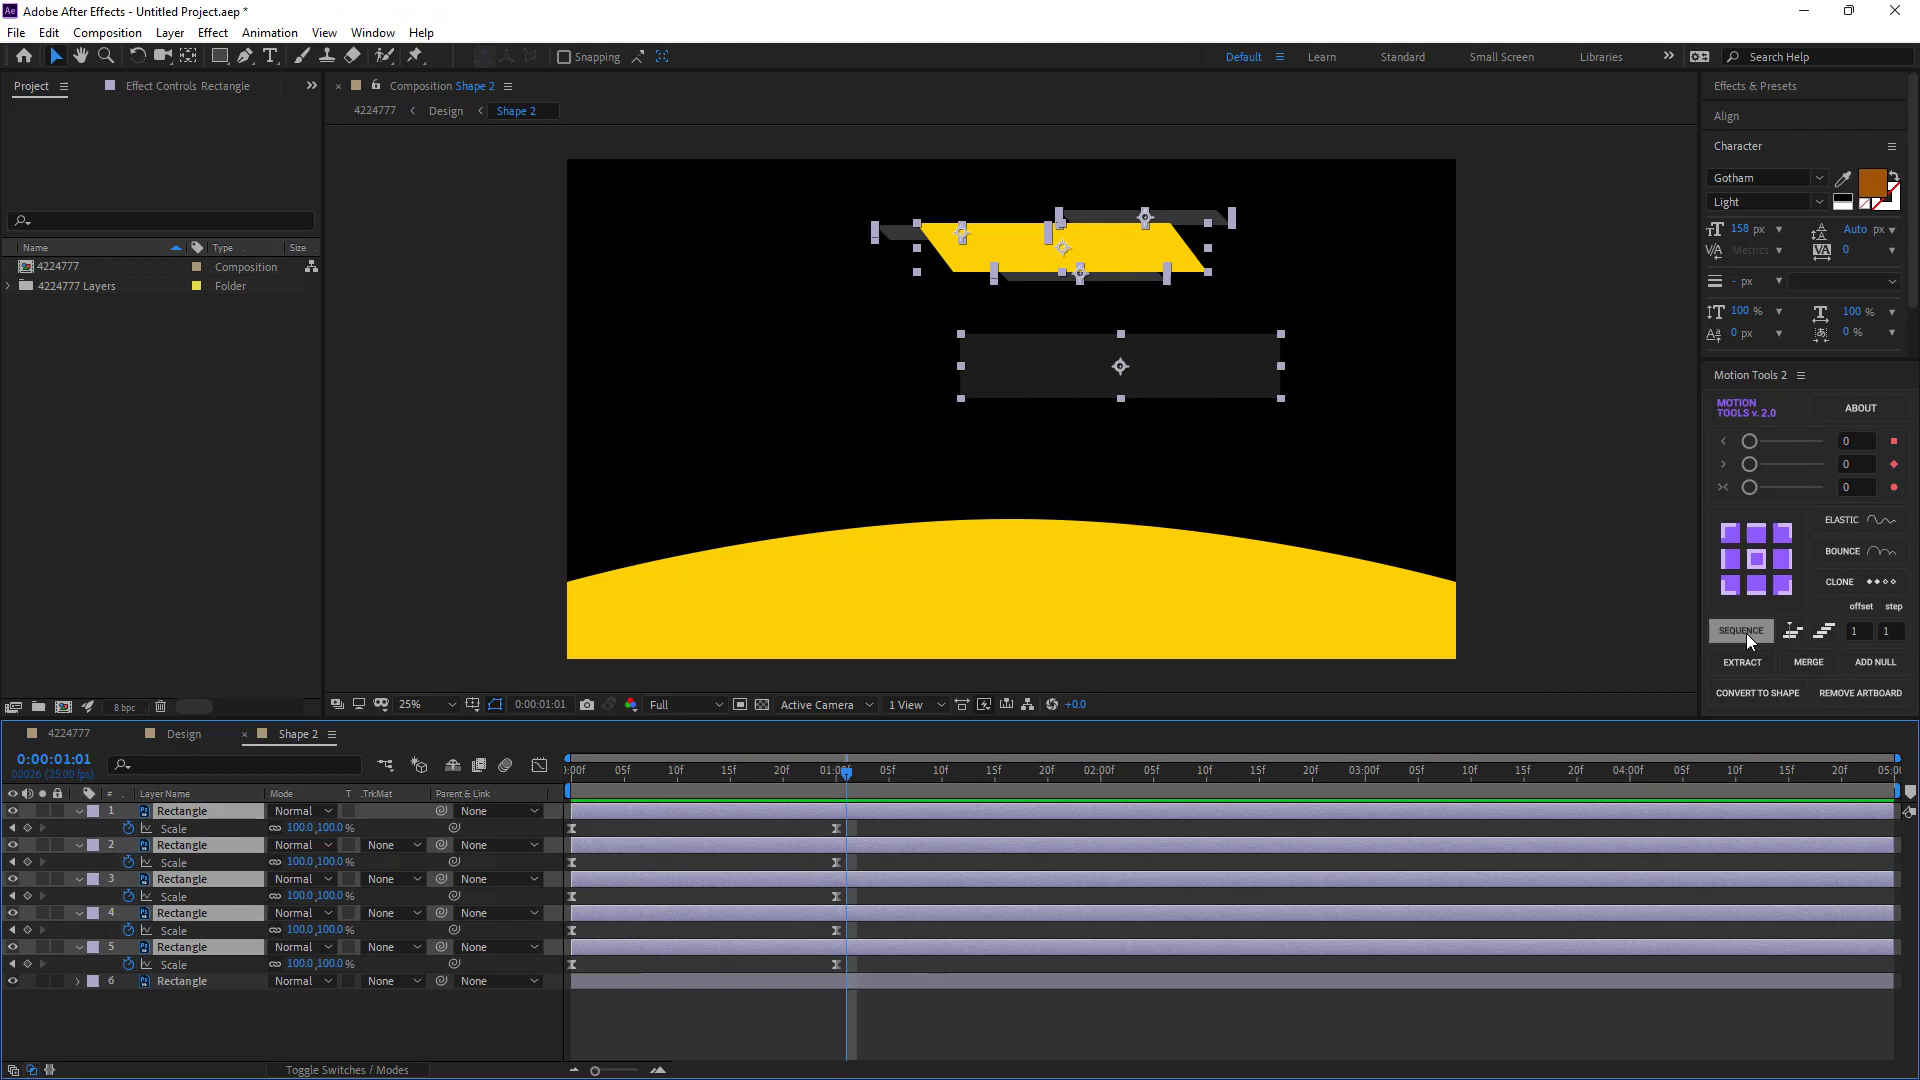 Adobe After Effects - Untitled Project.aep *
File Edit Composition Layer Effect Animation View Window Help
Snapping
Default Learn Standard Small Screen Libraries Search Help
Project Effect Controls Rectangle
Composition Shape 2
4224777 Design Shape 2
Name Type Size
4224777 Composition
4224777 Layers Folder
8 bpc
25% 0:00:01:01 Full Active Camera 1 View +0.0
Effects & Presets
Align
Character
Gotham
Light
158 px Auto px
Metrics 0
- px
100 % 100 %
0 px 0 %
Motion Tools 2
MOTION TOOLS v. 2.0 ABOUT
0
0
0
ELASTIC
BOUNCE
CLONE
offset step
SEQUENCE 1 1
EXTRACT MERGE ADD NULL
CONVERT TO SHAPE REMOVE ARTBOARD
4224777 Design Shape 2
0:00:01:01
00026 (25.00 fps)
:00f 05f 10f 15f 20f 01:00f 05f 10f 15f 20f 02:00f 05f 10f 15f 20f 03:00f 05f 10f 15f 20f 04:00f 05f 10f 15f 20f 05:0
# Layer Name Mode T .TrkMat Parent & Link
1 Rectangle Normal None
Scale 100.0,100.0 %
2 Rectangle Normal None None
Scale 100.0,100.0 %
3 Rectangle Normal None None
Scale 100.0,100.0 %
4 Rectangle Normal None None
Scale 100.0,100.0 %
5 Rectangle Normal None None
Scale 100.0,100.0 %
6 Rectangle Normal None None
Toggle Switches / Modes